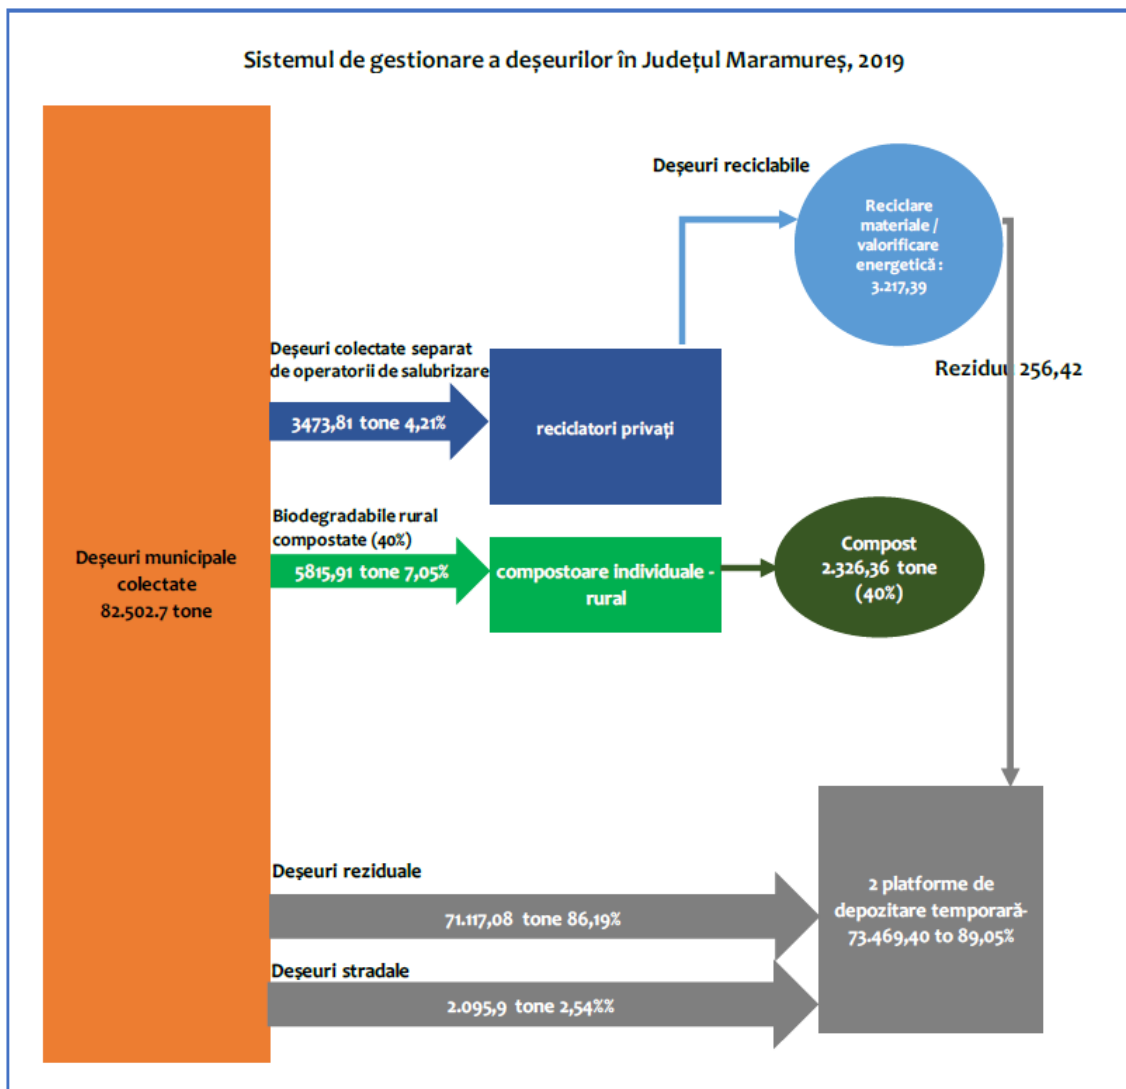 Sistemul de gestionare a deșeurilor în Județul Maramureș, 2019
Deșeuri reciclabile
Reciclare
materiale /
valorificare
energetică :
3.217,39
Deșeuri colectate separat
de operatorii de salubrizare
3473,81 tone 4,21%
reciclatori privați
Reziduu 256,42
Biodegradabile rural
compostate (40%)
5815,91 tone 7,05%
compostoare individuale -
rural
Compost
2.326,36 tone
(40%)
Deșeuri municipale
colectate
82.502.7 tone
Deșeuri reziduale
71.117,08 tone 86,19%
2 platforme de
depozitare temporară-
73.469,40 to 89,05%
Deșeuri stradale
2.095,9 tone 2,54%%